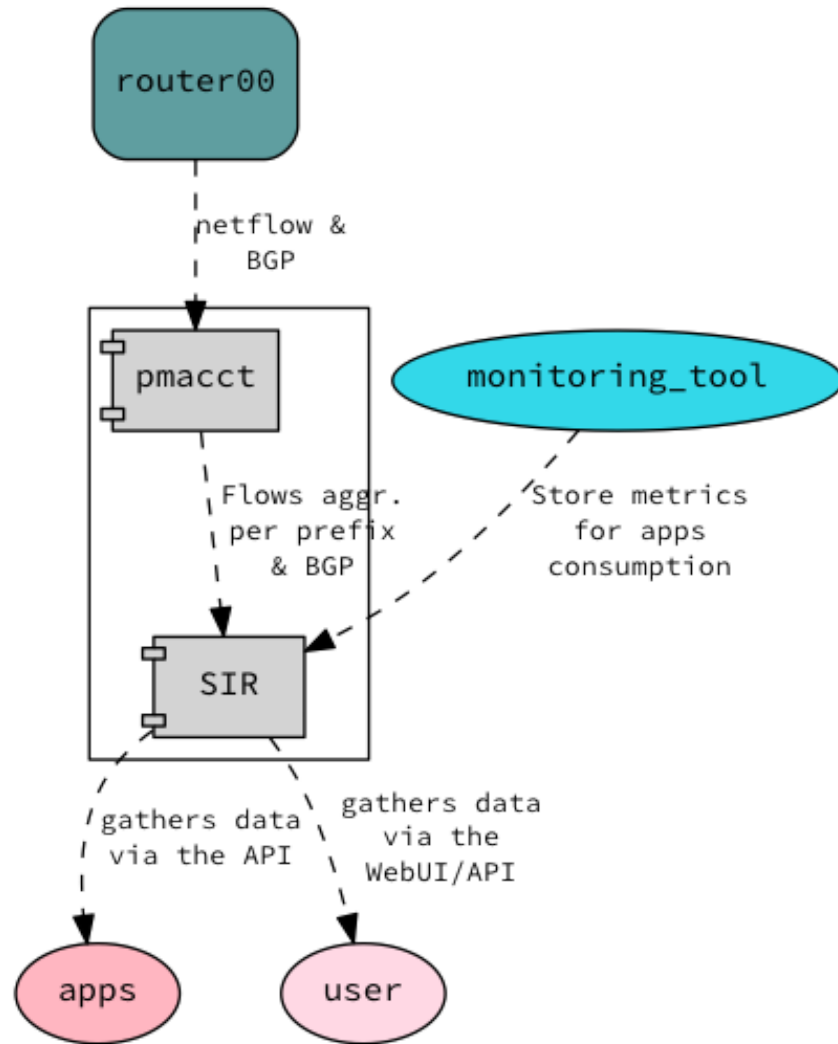 router00
netflow &
BGP
pmacct
monitoring_tool
Flows aggr.
per prefix
& BGP
Store metrics
for apps
consumption
SIR
gathers data
via the API
gathers data
via the
WebUI/API
apps
user